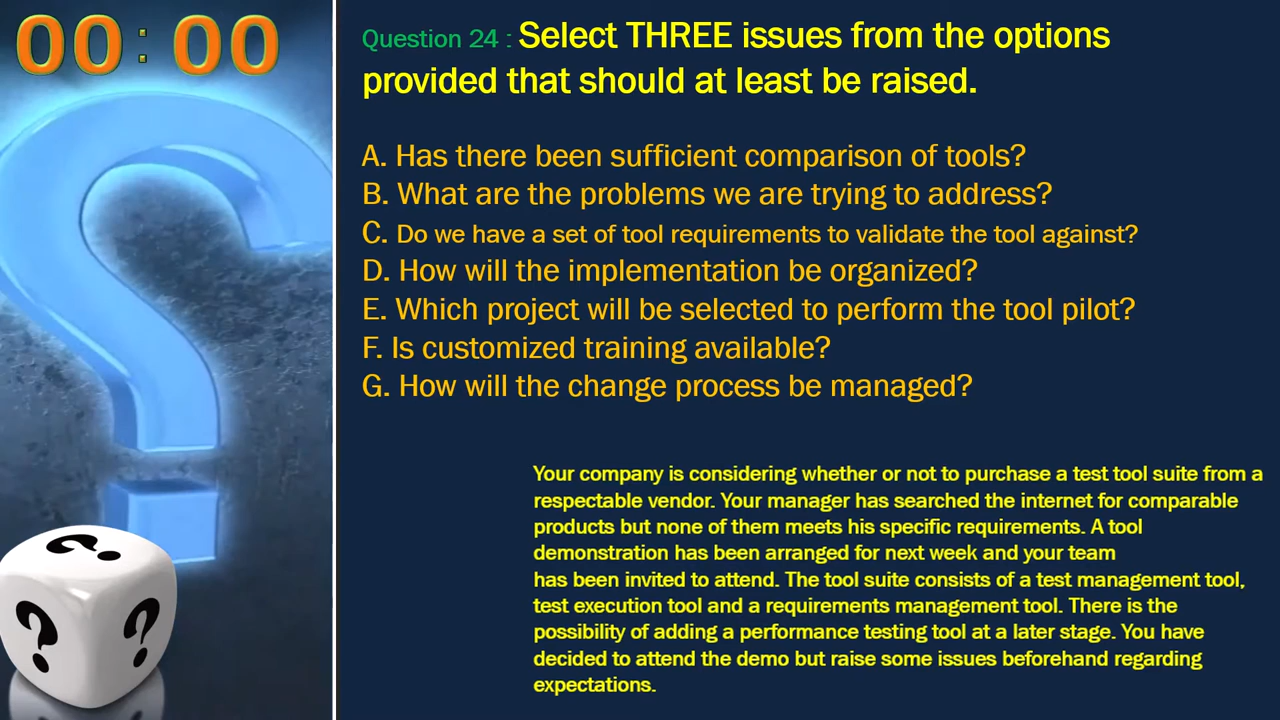 00:00
Question 24 : Select THREE issues from the options
provided that should at least be raised.
A. Has there been sufficient comparison of tools?
B. What are the problems we are trying to address?
C. Do we have a set of tool requirements to validate the tool against?
D. How will the implementation be organized?
E. Which project will be selected to perform the tool pilot?
F. Is customized training available?
G. How will the change process be managed?
Your company is considering whether or not to purchase a test tool suite from a
respectable vendor. Your manager has searched the internet for comparable
products but none of them meets his specific requirements. A tool
demonstration has been arranged for next week and your team
has been invited to attend. The tool suite consists of a test management tool,
test execution tool and a requirements management tool. There is the
possibility of adding a performance testing tool at a later stage. You have
decided to attend the demo but raise some issues beforehand regarding
expectations.
?
?
?
?